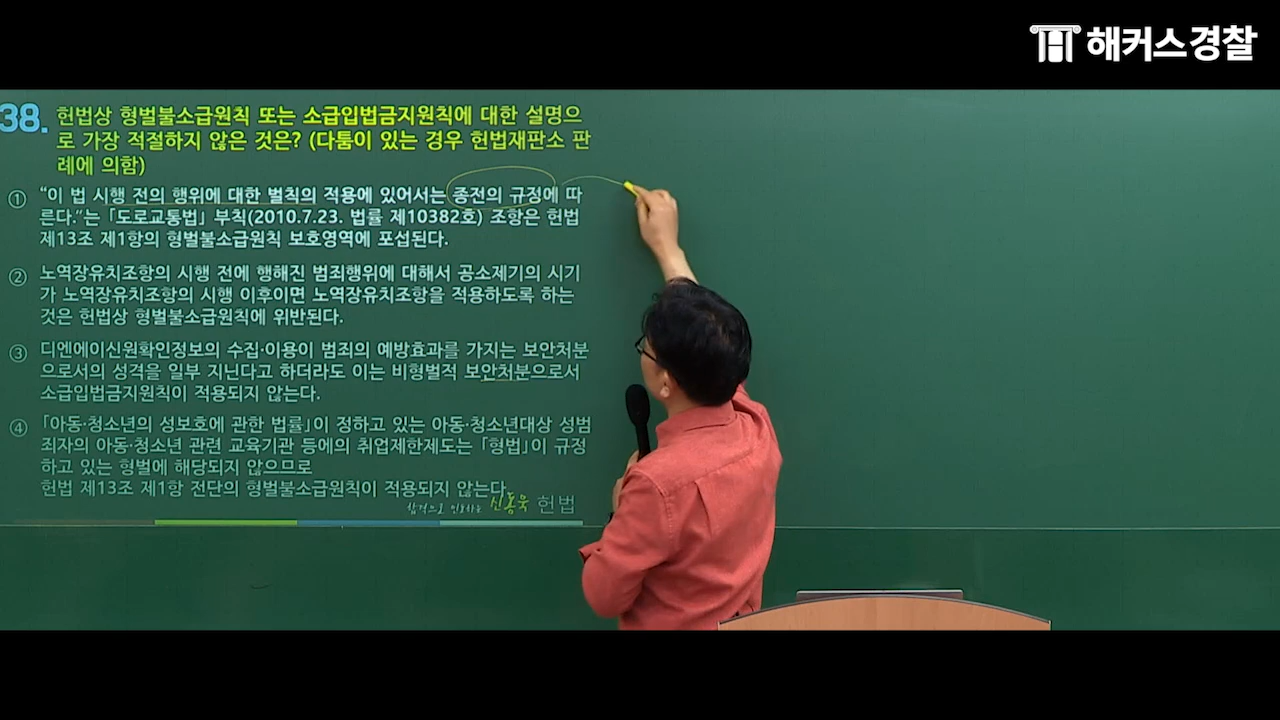 해커스경찰
38. 헌법상 형벌불소급원칙 또는 소급입법금지원칙에 대한 설명으
로 가장 적절하지 않은 것은? (다툼이 있는 경우 헌법재판소 판
례에 의함)
① “이 법 시행 전의 행위에 대한 벌칙의 적용에 있어서는 종전의 규정에 따
른다.”는 「도로교통법」 부칙(2010.7.23. 법률 제10382호) 조항은 헌법
제13조 제1항의 형벌불소급원칙 보호영역에 포섭된다.
② 노역장유치조항의 시행 전에 행해진 범죄행위에 대해서 공소제기의 시기
가 노역장유치조항의 시행 이후이면 노역장유치조항을 적용하도록 하는
것은 헌법상 형벌불소급원칙에 위반된다.
③ 디엔에이신원확인정보의 수집·이용이 범죄의 예방효과를 가지는 보안처분
으로서의 성격을 일부 지닌다고 하더라도 이는 비형벌적 보안처분으로서
소급입법금지원칙이 적용되지 않는다.
④ 「아동·청소년의 성보호에 관한 법률」이 정하고 있는 아동·청소년대상 성범
죄자의 아동·청소년 관련 교육기관 등에의 취업제한제도는 「형법」이 규정
하고 있는 형벌에 해당되지 않으므로
헌법 제13조 제1항 전단의 형벌불소급원칙이 적용되지 않는다.
합격으로 신동욱 헌법